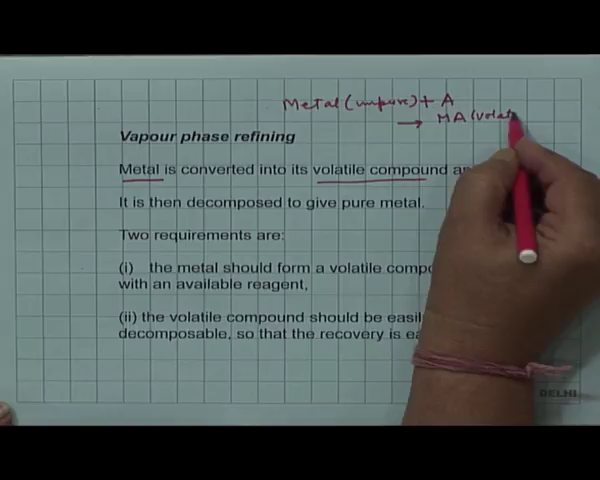 Metal (impure) + A
→ MA (Volat
Vapour phase refining
Metal is converted into its volatile compound an
It is then decomposed to give pure metal.
Two requirements are:
(i) the metal should form a volatile compo
with an available reagent,
(ii) the volatile compound should be easil
decomposable, so that the recovery is ea
DELHI